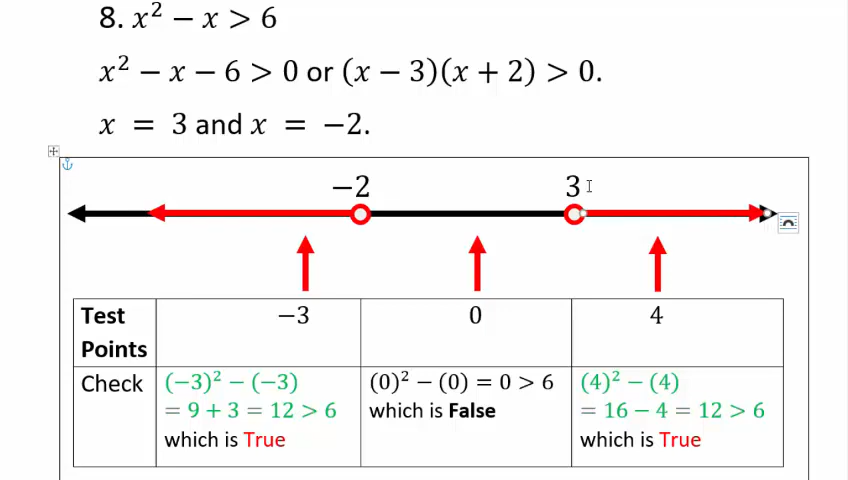 8. x² − x > 6
x² − x − 6 > 0 or (x − 3)(x + 2) > 0.
x = 3 and x = −2.
−2 3
Test Points −3 0 4
Check (−3)² − (−3) = 9 + 3 = 12 > 6 which is True
(0)² − (0) = 0 > 6 which is False
(4)² − (4) = 16 − 4 = 12 > 6 which is True